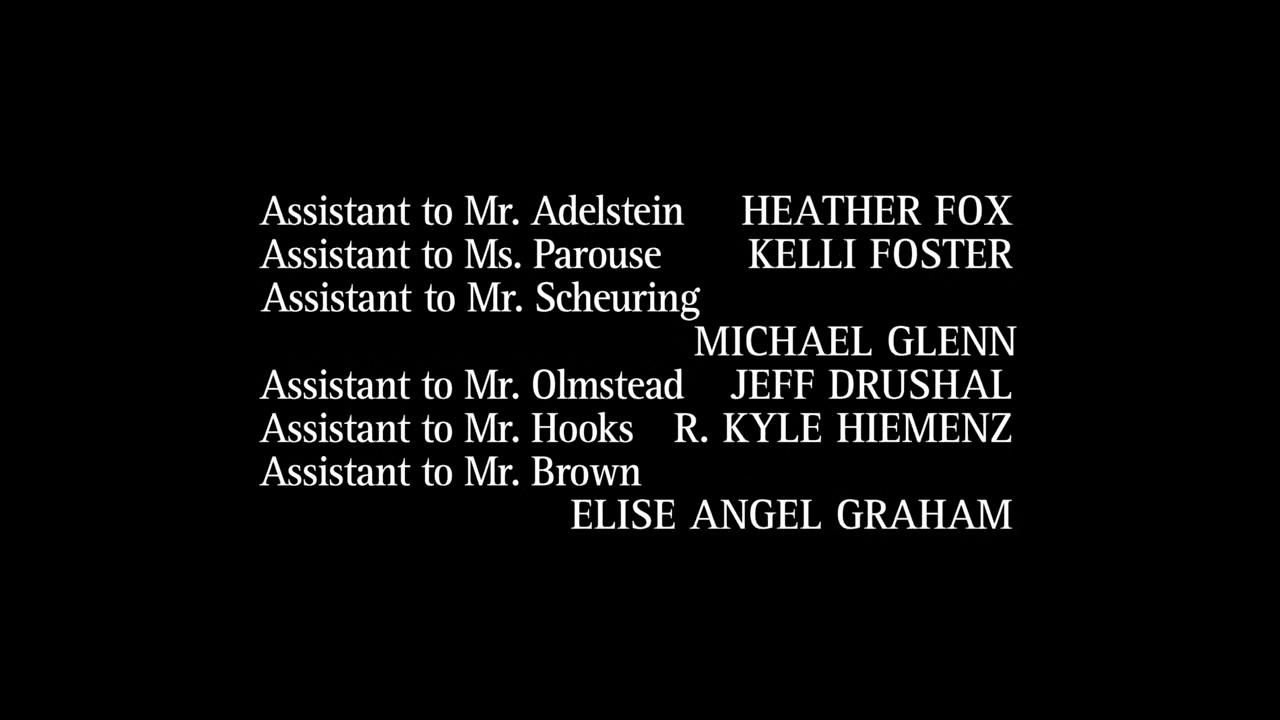 Assistant to Mr. Adelstein HEATHER FOX
Assistant to Ms. Parouse KELLI FOSTER
Assistant to Mr. Scheuring
MICHAEL GLENN
Assistant to Mr. Olmstead JEFF DRUSHAL
Assistant to Mr. Hooks R. KYLE HIEMENZ
Assistant to Mr. Brown
ELISE ANGEL GRAHAM